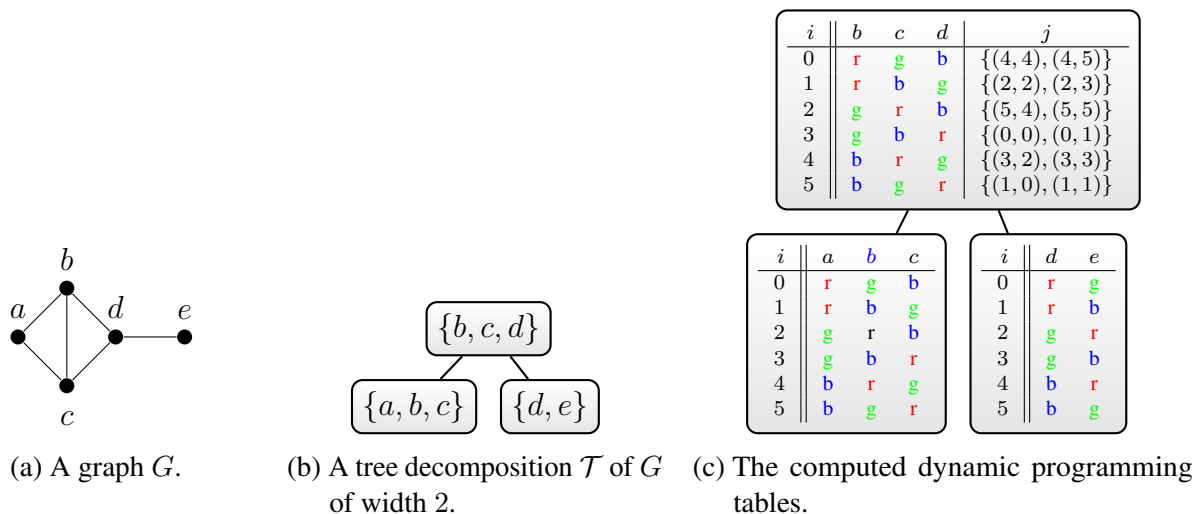 b
a d e
c
(a) A graph G.
{b, c, d}
{a, b, c} {d, e}
(b) A tree decomposition 𝒯 of G
of width 2.
i b c d j
0 r g b {(4, 4), (4, 5)}
1 r b g {(2, 2), (2, 3)}
2 g r b {(5, 4), (5, 5)}
3 g b r {(0, 0), (0, 1)}
4 b r g {(3, 2), (3, 3)}
5 b g r {(1, 0), (1, 1)}
i a b c
0 r g b
1 r b g
2 g r b
3 g b r
4 b r g
5 b g r
i d e
0 r g
1 r b
2 g r
3 g b
4 b r
5 b g
(c) The computed dynamic programming
tables.